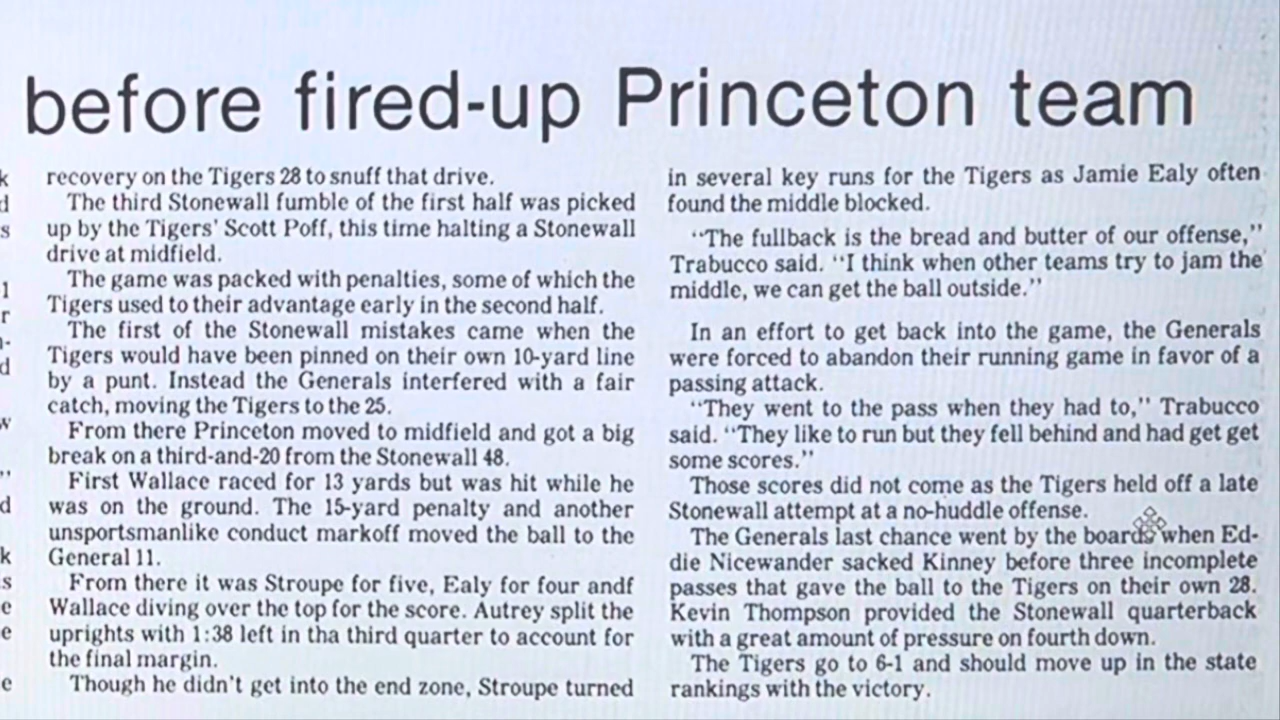 before fired-up Princeton team
k
d
s
l
r
n-
d
w
"
d
k
s
e
e
e
recovery on the Tigers 28 to snuff that drive.
The third Stonewall fumble of the first half was picked
up by the Tigers' Scott Poff, this time halting a Stonewall
drive at midfield.
The game was packed with penalties, some of which the
Tigers used to their advantage early in the second half.
The first of the Stonewall mistakes came when the
Tigers would have been pinned on their own 10-yard line
by a punt. Instead the Generals interfered with a fair
catch, moving the Tigers to the 25.
From there Princeton moved to midfield and got a big
break on a third-and-20 from the Stonewall 48.
First Wallace raced for 13 yards but was hit while he
was on the ground. The 15-yard penalty and another
unsportsmanlike conduct markoff moved the ball to the
General 11.
From there it was Stroupe for five, Ealy for four andf
Wallace diving over the top for the score. Autrey split the
uprights with 1:38 left in tha third quarter to account for
the final margin.
Though he didn't get into the end zone, Stroupe turned
in several key runs for the Tigers as Jamie Ealy often
found the middle blocked.
"The fullback is the bread and butter of our offense,"
Trabucco said. "I think when other teams try to jam the
middle, we can get the ball outside."
In an effort to get back into the game, the Generals
were forced to abandon their running game in favor of a
passing attack.
"They went to the pass when they had to," Trabucco
said. "They like to run but they fell behind and had get get
some scores."
Those scores did not come as the Tigers held off a late
Stonewall attempt at a no-huddle offense.
The Generals last chance went by the boards when Ed-
die Nicewander sacked Kinney before three incomplete
passes that gave the ball to the Tigers on their own 28.
Kevin Thompson provided the Stonewall quarterback
with a great amount of pressure on fourth down.
The Tigers go to 6-1 and should move up in the state
rankings with the victory.